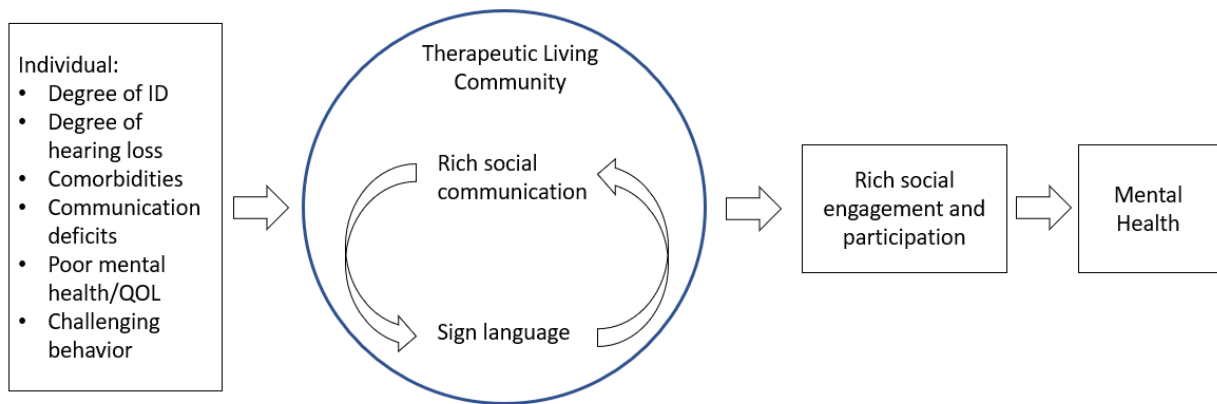 Individual:
• Degree of ID
• Degree of
hearing loss
• Comorbidities
• Communication
deficits
• Poor mental
health/QOL
• Challenging
behavior
Therapeutic Living
Community
Rich social
communication
Sign language
Rich social
engagement and
participation
Mental
Health